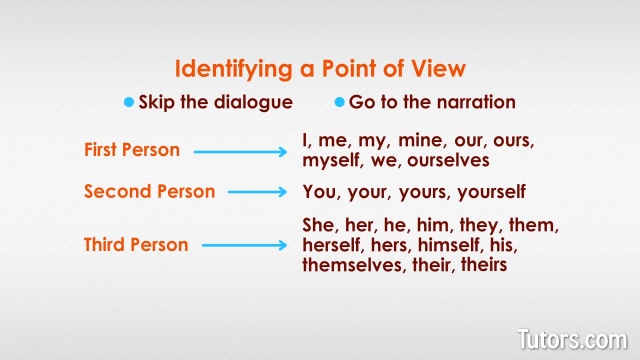 Identifying a Point of View
Skip the dialogue
Go to the narration
First Person
I, me, my, mine, our, ours,
myself, we, ourselves
Second Person
You, your, yours, yourself
Third Person
She, her, he, him, they, them,
herself, hers, himself, his,
themselves, their, theirs
Tutors.com